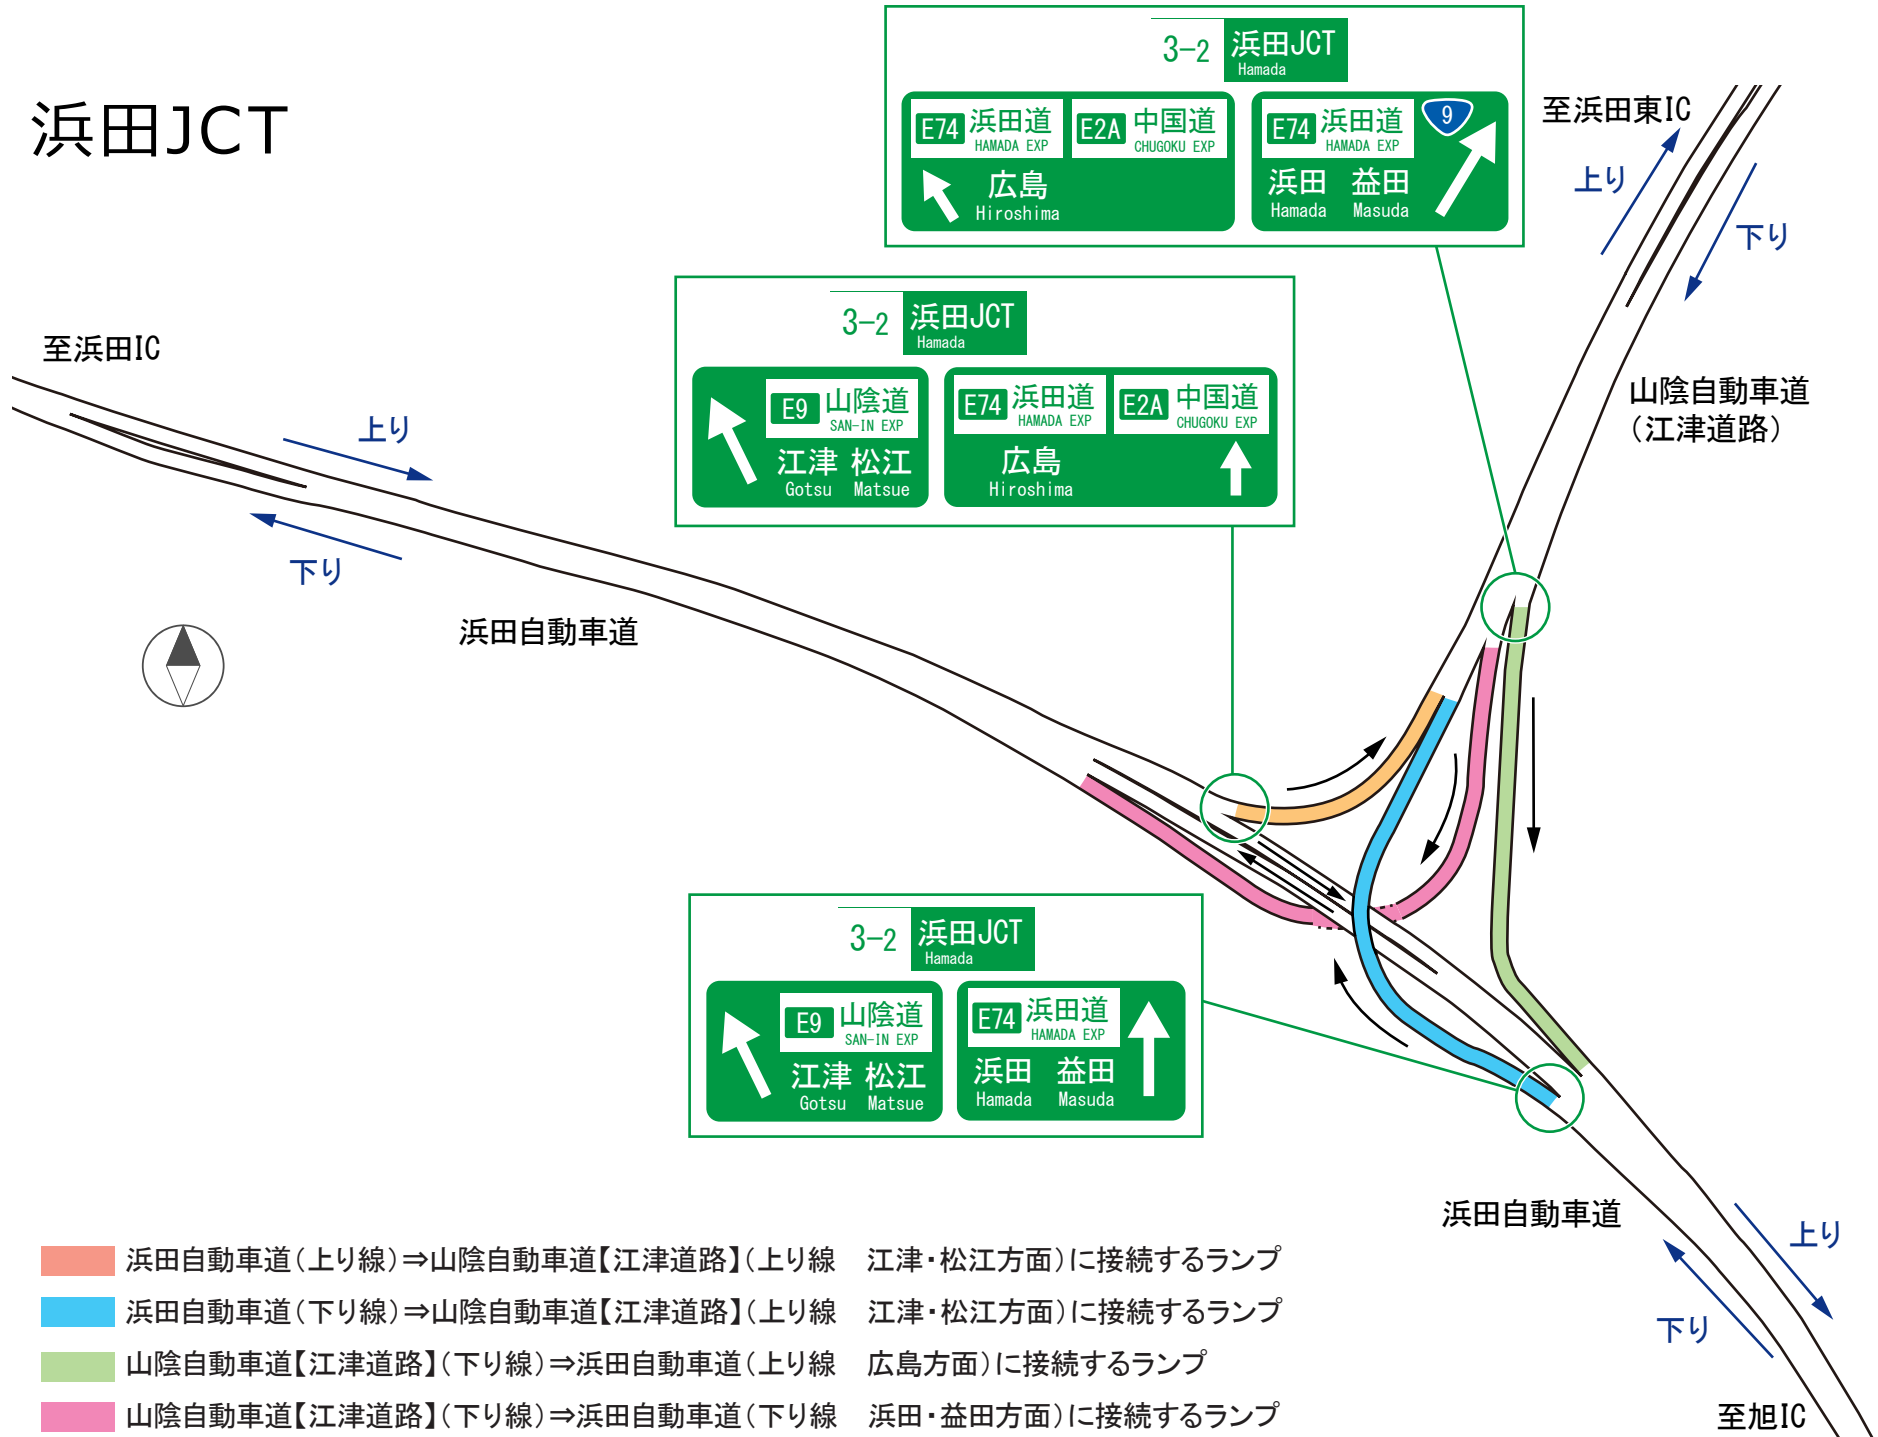 浜田JCT
3-2 浜田JCT
Hamada
E74 浜田道 E2A 中国道
HAMADA EXP CHUGOKU EXP
広島
Hiroshima
E74 浜田道 9
HAMADA EXP
浜田 益田
Hamada Masuda
至浜田東IC
上り
下り
3-2 浜田JCT
Hamada
E9 山陰道
SAN-IN EXP
江津 松江
Gotsu Matsue
E74 浜田道 E2A 中国道
HAMADA EXP CHUGOKU EXP
広島
Hiroshima
至浜田IC
上り
下り
山陰自動車道
(江津道路)
浜田自動車道
3-2 浜田JCT
Hamada
E9 山陰道
SAN-IN EXP
江津 松江
Gotsu Matsue
E74 浜田道
HAMADA EXP
浜田 益田
Hamada Masuda
浜田自動車道
上り
下り
至旭IC
浜田自動車道(上り線)⇒山陰自動車道【江津道路】(上り線 江津・松江方面)に接続するランプ
浜田自動車道(下り線)⇒山陰自動車道【江津道路】(上り線 江津・松江方面)に接続するランプ
山陰自動車道【江津道路】(下り線)⇒浜田自動車道(上り線 広島方面)に接続するランプ
山陰自動車道【江津道路】(下り線)⇒浜田自動車道(下り線 浜田・益田方面)に接続するランプ